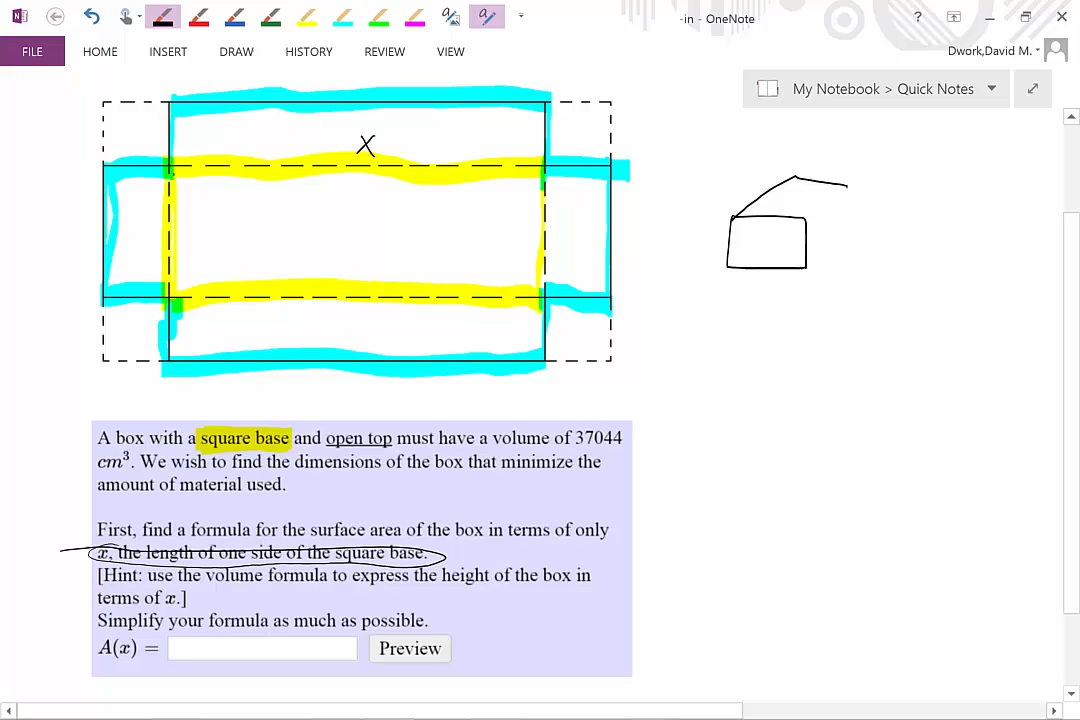 ? 
-in - OneNote
Dwork,David M.
FILE HOME INSERT DRAW HISTORY REVIEW VIEW
My Notebook > Quick Notes
X
A box with a square base and open top must have a volume of 37044
cm³. We wish to find the dimensions of the box that minimize the
amount of material used.
First, find a formula for the surface area of the box in terms of only
x, the length of one side of the square base.
[Hint: use the volume formula to express the height of the box in
terms of x.]
Simplify your formula as much as possible.
A(x) =
Preview